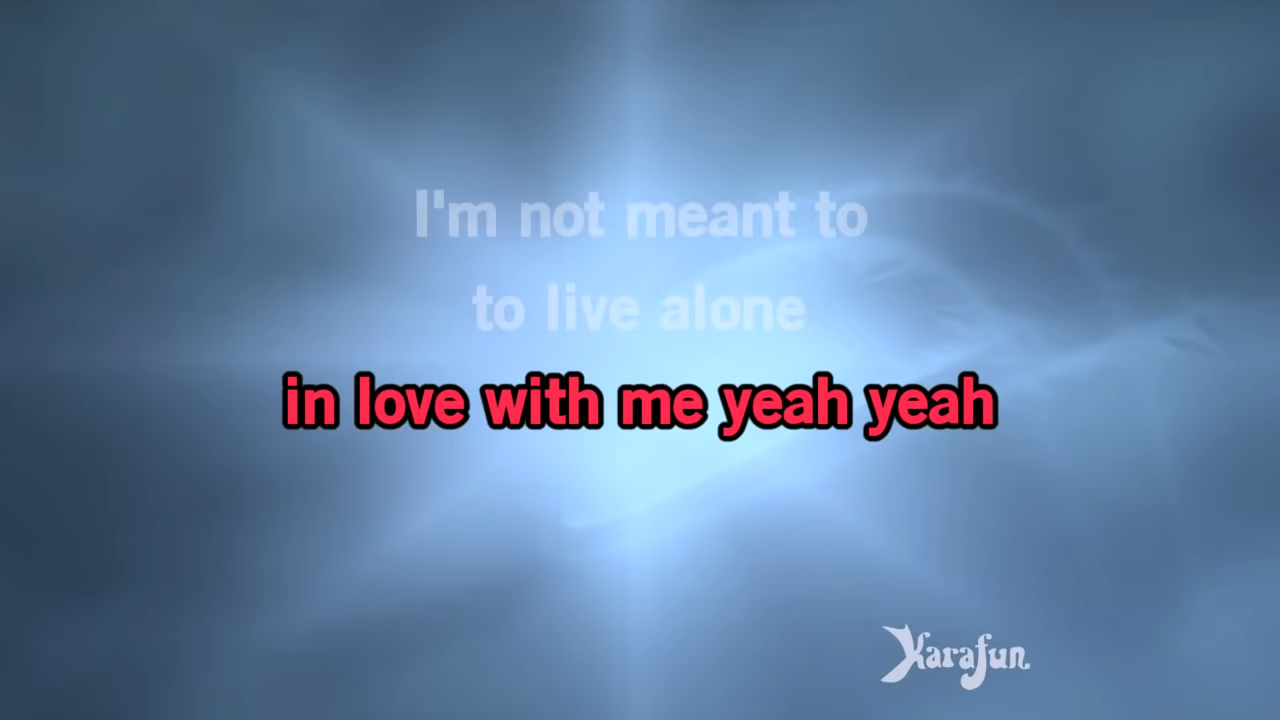 I'm not meant to
to live alone
in love with me yeah yeah
Karafun